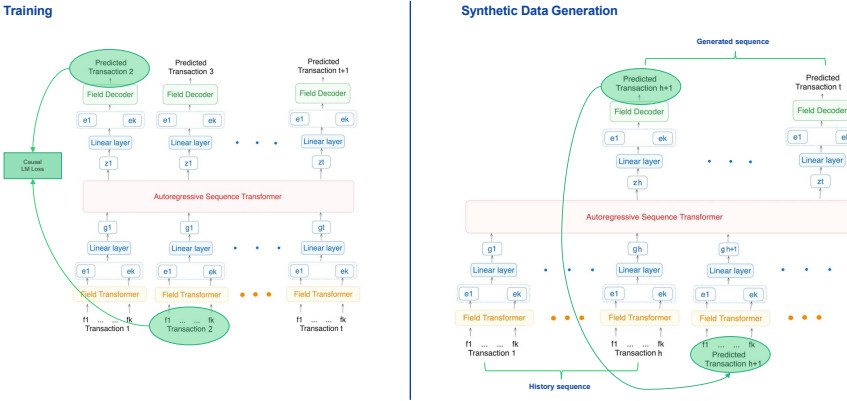 Training
Predicted
Transaction 2
Predicted
Transaction 3
Predicted
Transaction t+1
Field Decoder
Field Decoder
Field Decoder
e1 ek
e1 ek
e1 ek
Linear layer
Linear layer
Linear layer
z1
z1
zt
Causal
LM Loss
Autoregressive Sequence Transformer
g1
g1
gt
Linear layer
Linear layer
Linear layer
e1 ek
e1 ek
e1 ek
Field Transformer
Field Transformer
Field Transformer
f1 ... ... fk
Transaction 1
f1 ... ... fk
Transaction 2
f1 ... ... fk
Transaction t
Synthetic Data Generation
Generated sequence
Predicted
Transaction h+1
Predicted
Transaction t
Field Decoder
Field Decoder
e1 ek
e1 ek
Linear layer
Linear layer
zh
zt
Autoregressive Sequence Transformer
g1
gh
gh+1
Linear layer
Linear layer
Linear layer
e1 ek
e1 ek
e1 ek
Field Transformer
Field Transformer
Field Transformer
f1 ... ... fk
Transaction 1
f1 ... ... fk
Transaction h
f1 ... ... fk
Predicted
Transaction h+1
History sequence